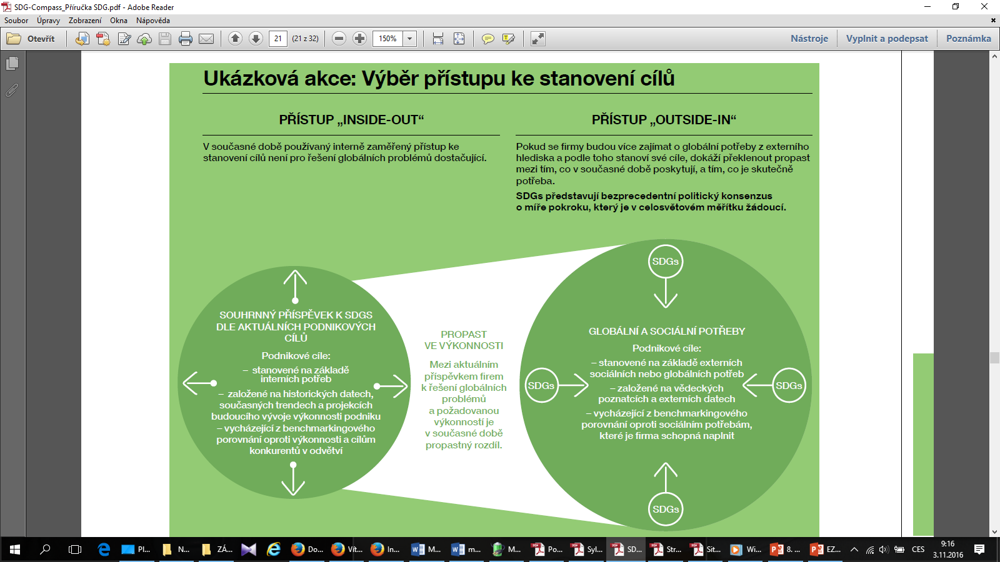 SDG-Compass_Příručka SDG.pdf - Adobe Reader
Soubor Úpravy Zobrazení Okna Nápověda
Otevřít 21 (21 z 32) 150% Nástroje Vyplnit a podepsat Poznámka
Ukázková akce: Výběr přístupu ke stanovení cílů
PŘÍSTUP „INSIDE-OUT“
V současné době používaný interně zaměřený přístup ke
stanovení cílů není pro řešení globálních problémů dostačující.
PŘÍSTUP „OUTSIDE-IN“
Pokud se firmy budou více zajímat o globální potřeby z externího
hlediska a podle toho stanoví své cíle, dokáží překlenout propast
mezi tím, co v současné době poskytují, a tím, co je skutečně
potřeba.
SDGs představují bezprecedentní politický konsenzus
o míře pokroku, který je v celosvětovém měřítku žádoucí.
SOUHRNNÝ PŘÍSPĚVEK K SDGS
DLE AKTUÁLNÍCH PODNIKOVÝCH
CÍLŮ
Podnikové cíle:
– stanovené na základě
interních potřeb
– založené na historických datech,
současných trendech a projekcích
budoucího vývoje výkonnosti podniku
– vycházející z benchmarkingového
porovnání oproti výkonnosti a cílům
konkurentů v odvětví
PROPAST
VE VÝKONNOSTI
Mezi aktuálním
příspěvkem firem
k řešení globálních
problémů
a požadovanou
výkonností je
v současné době
propastný rozdíl.
SDGs
GLOBÁLNÍ A SOCIÁLNÍ POTŘEBY
Podnikové cíle:
– stanovené na základě externích
sociálních nebo globálních potřeb
– založené na vědeckých
poznatcích a externích datech
– vycházející z benchmarkingového
porovnání oproti sociálním potřebám,
které je firma schopná naplnit
SDGs
SDGs
SDGs
Pl... N... ZÁ... Do... Vít... In... M... m... M... Po... Syl... SD... Str... Sit... Wi... 8. ... EZ... CES
9:16
3.11.2016